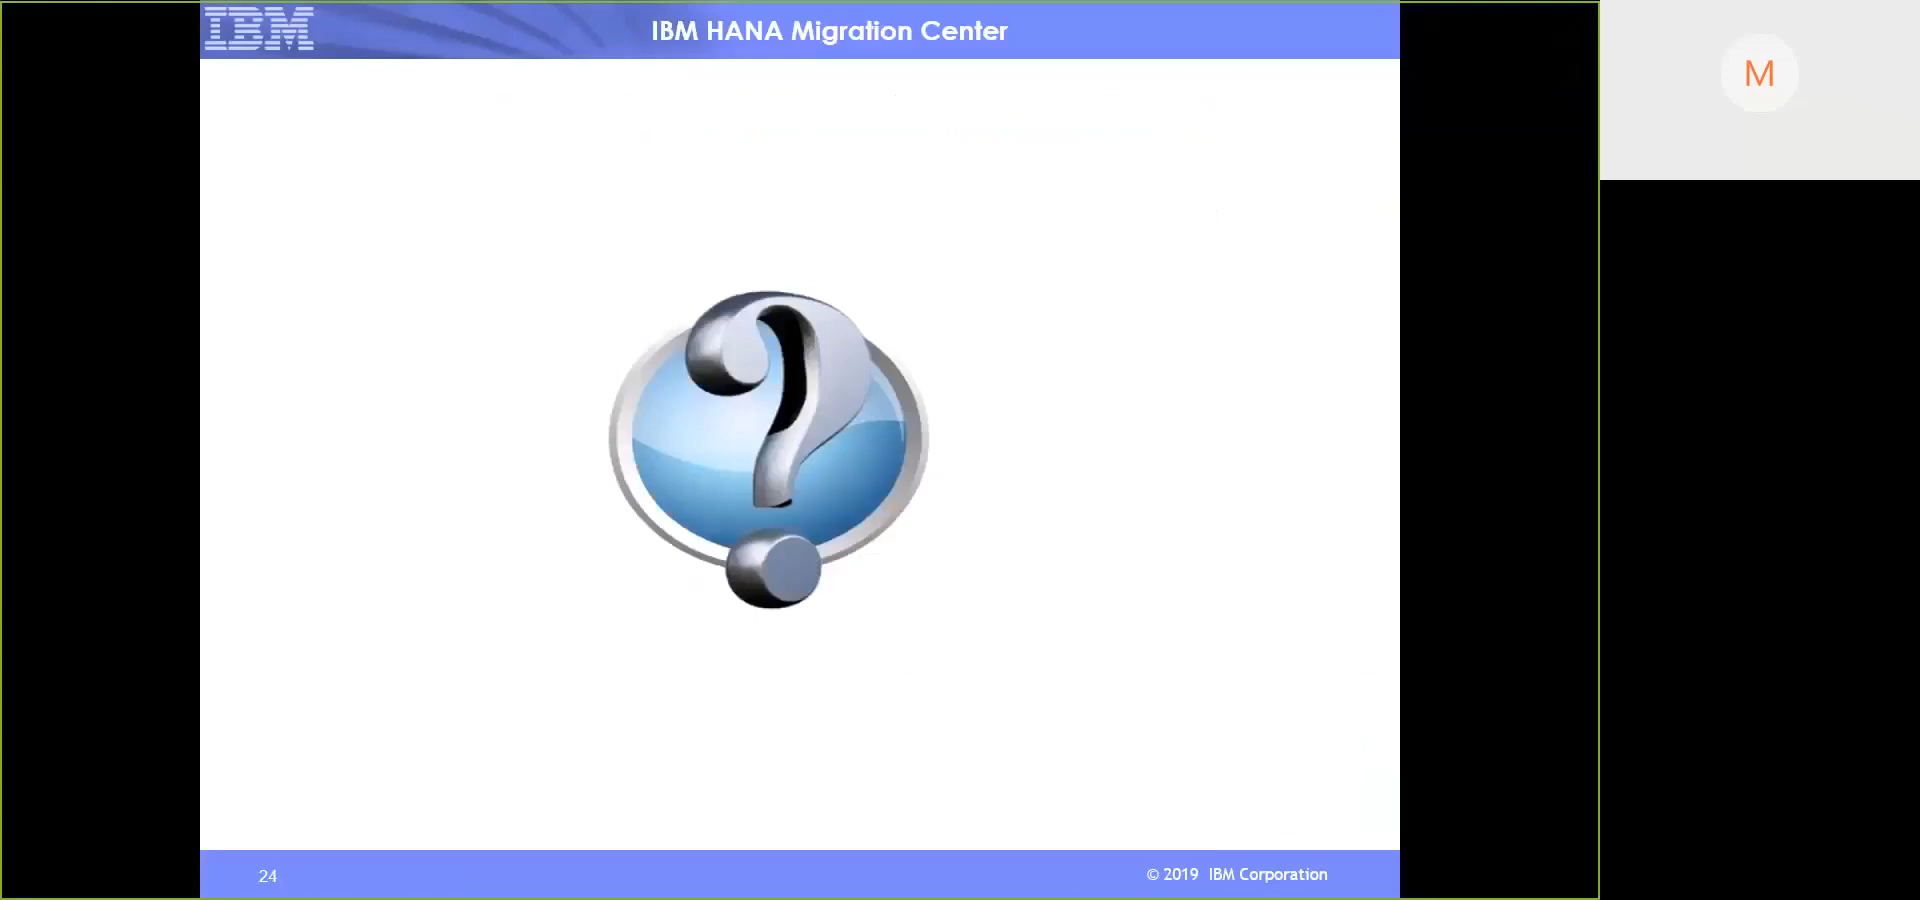 IBM
IBM HANA Migration Center
M
?
24
© 2019 IBM Corporation